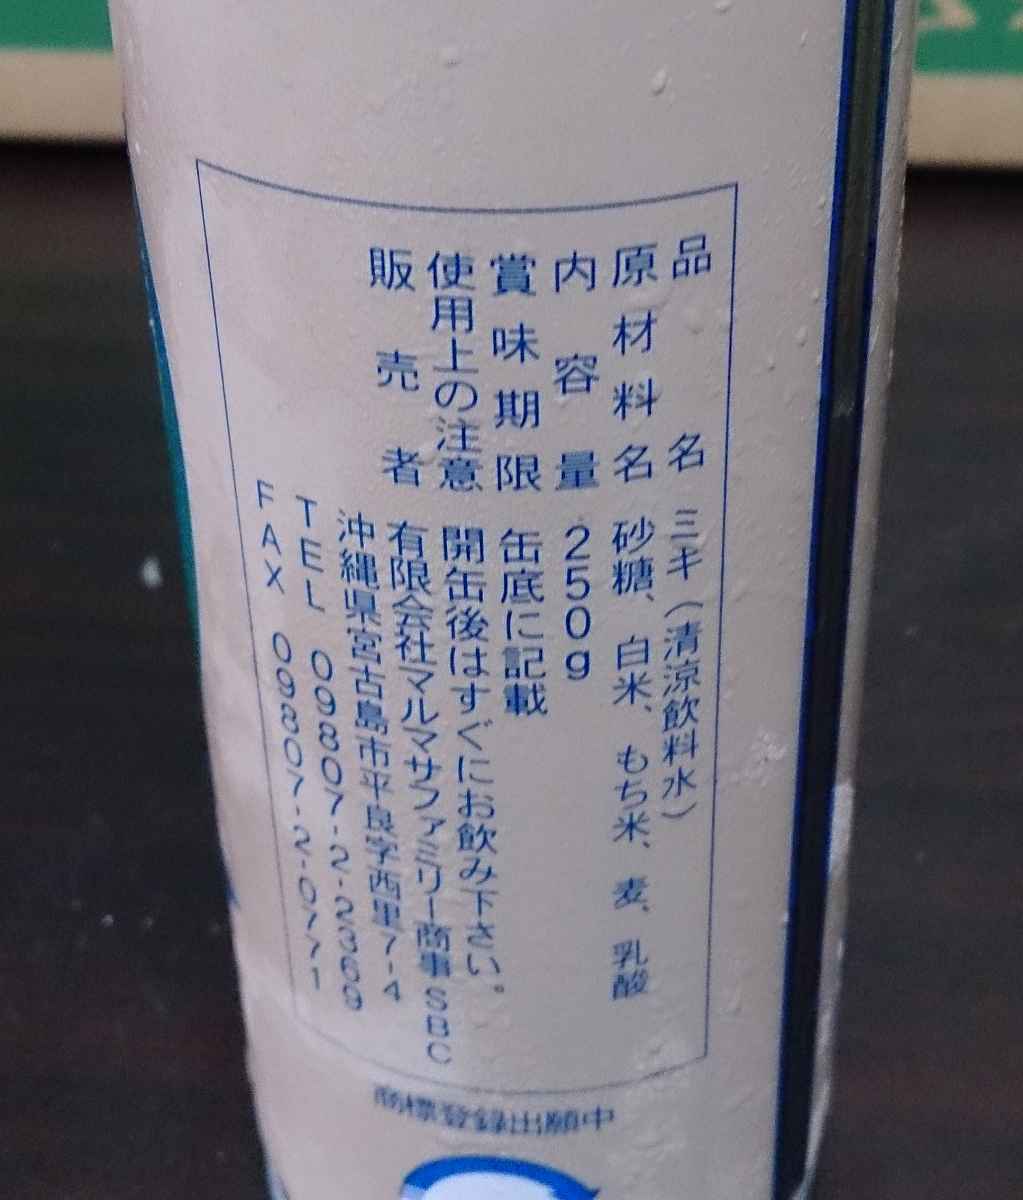 品名 ミキ(清涼飲料水)
原材料名 砂糖、白米、もち米、麦、乳酸
内容量 250g
賞味期限 缶底に記載
使用上の注意 開缶後はすぐにお飲み下さい。
販売者 有限会社マルマサファミリー商事SBC
沖縄県宮古島市平良字西里7-4
TEL 09807-2-2369
FAX 09807-2-0771
商標登録出願中